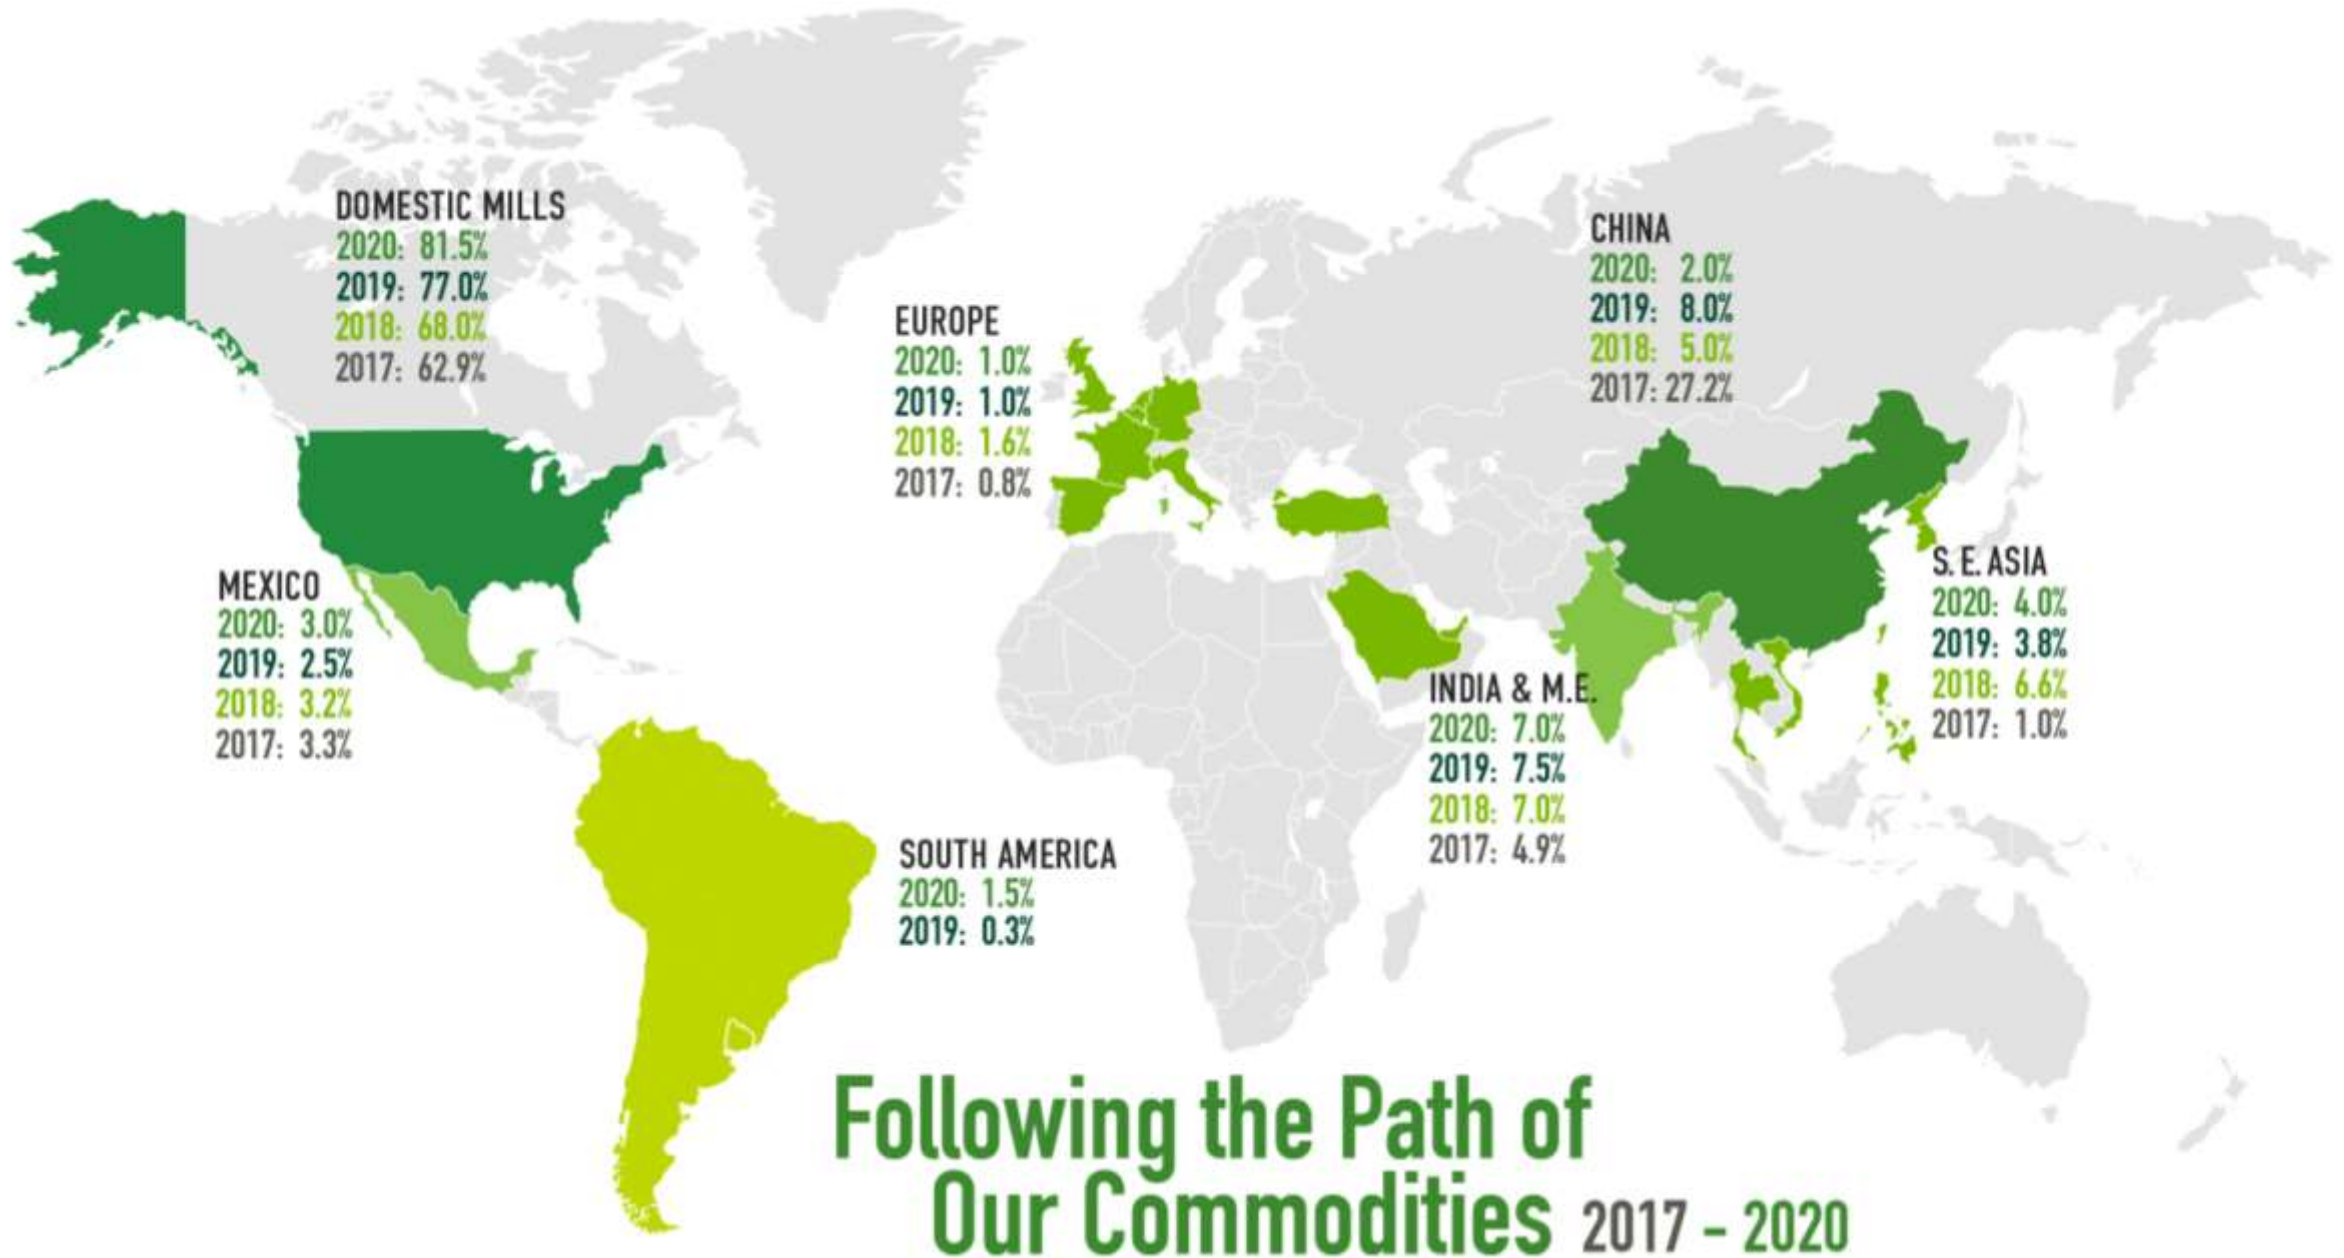 DOMESTIC MILLS
2020: 81.5%
2019: 77.0%
2018: 68.0%
2017: 62.9%
MEXICO
2020: 3.0%
2019: 2.5%
2018: 3.2%
2017: 3.3%
EUROPE
2020: 1.0%
2019: 1.0%
2018: 1.6%
2017: 0.8%
SOUTH AMERICA
2020: 1.5%
2019: 0.3%
CHINA
2020: 2.0%
2019: 8.0%
2018: 5.0%
2017: 27.2%
INDIA & M.E.
2020: 7.0%
2019: 7.5%
2018: 7.0%
2017: 4.9%
S. E. ASIA
2020: 4.0%
2019: 3.8%
2018: 6.6%
2017: 1.0%
Following the Path of
Our Commodities 2017 - 2020